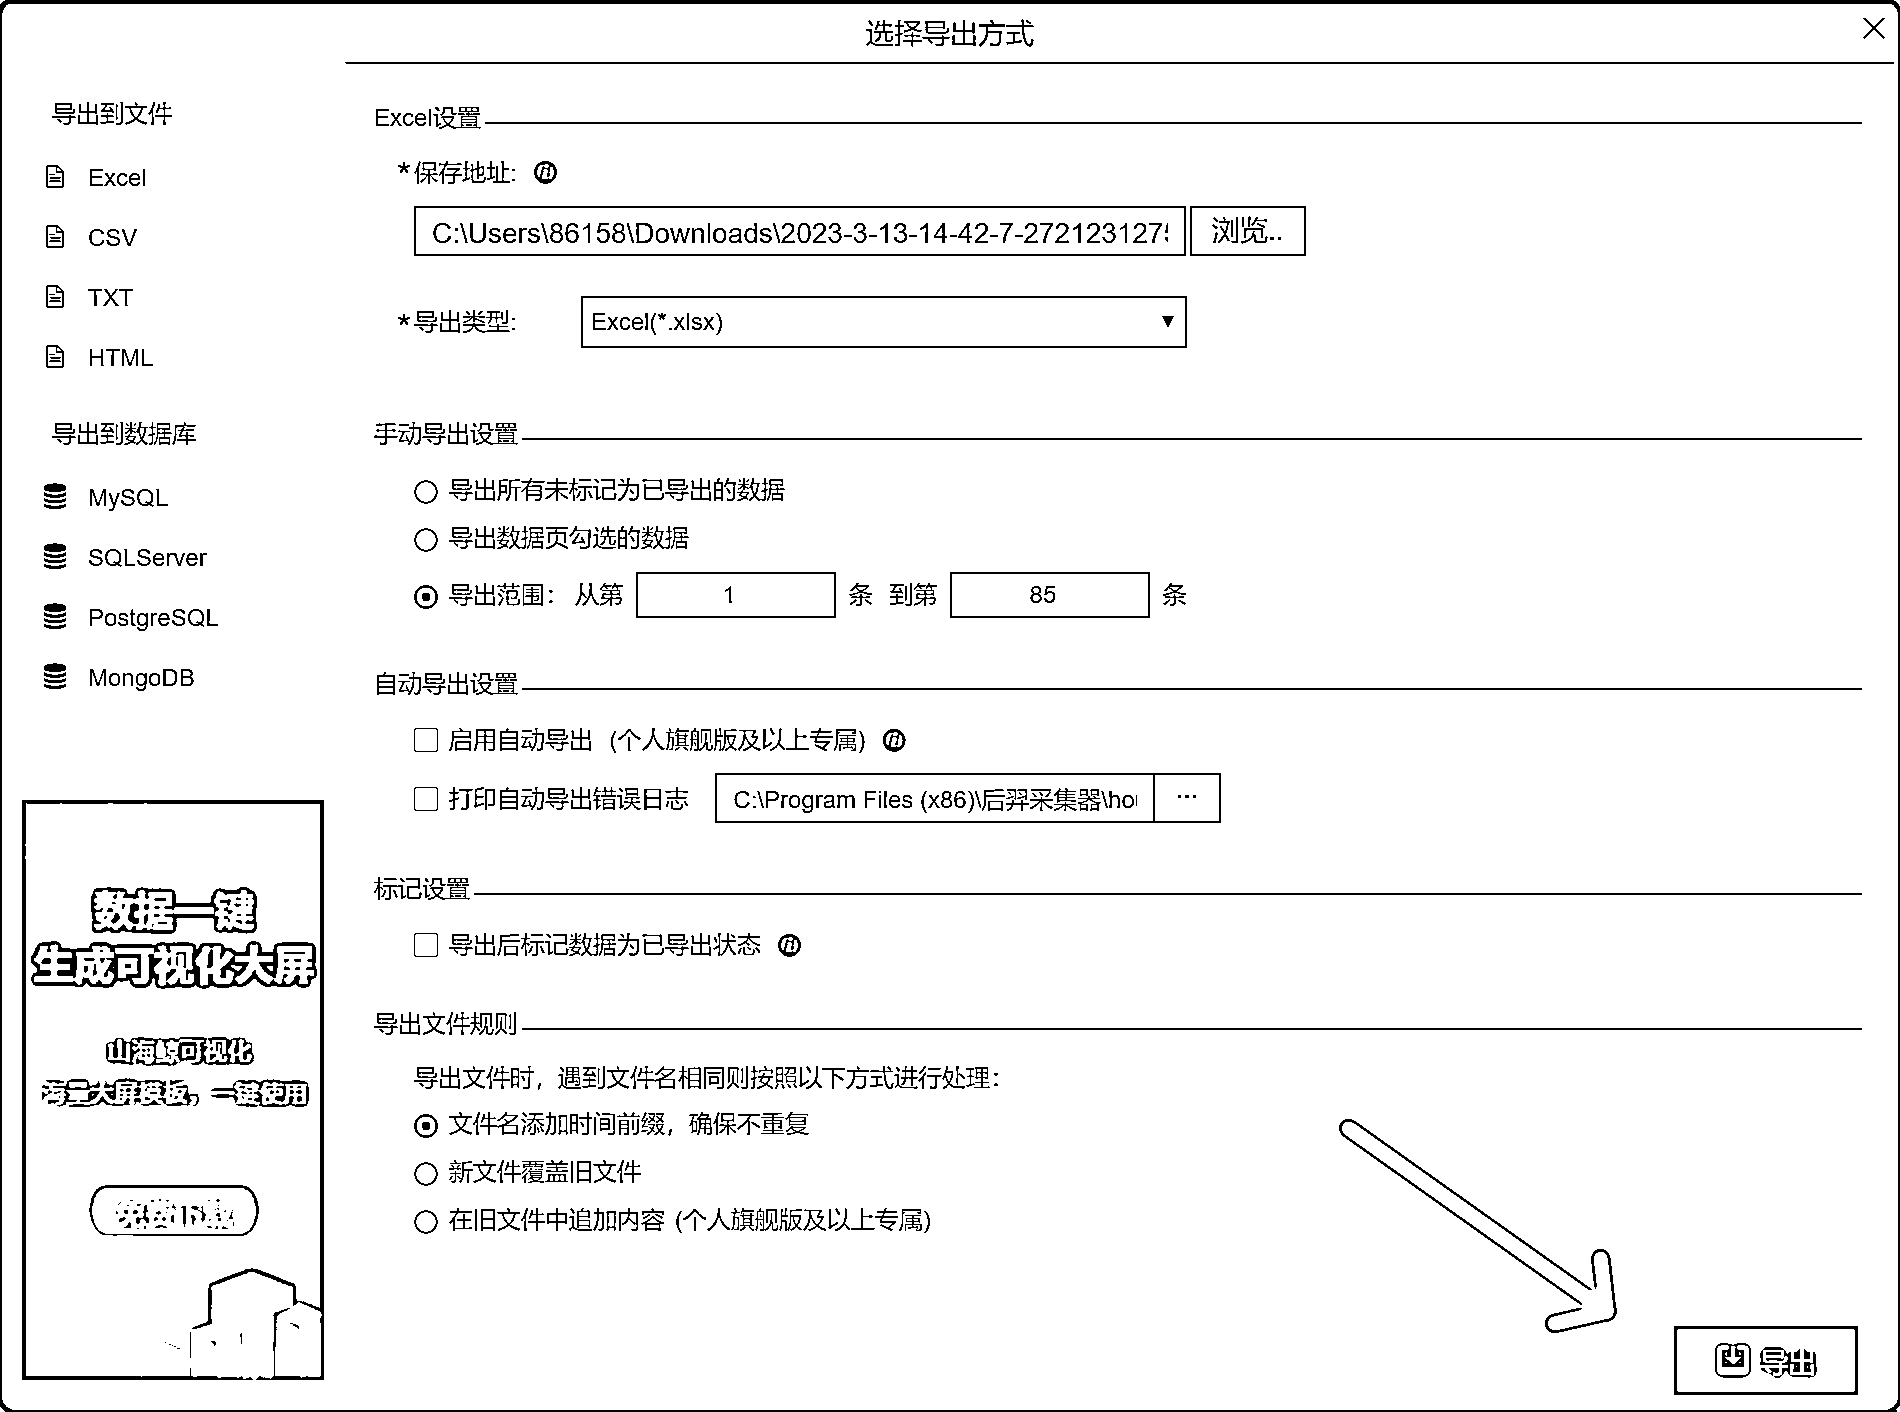 选择导出方式
导出到文件
Excel
CSV
TXT
HTML
导出到数据库
MySQL
SQLServer
PostgreSQL
MongoDB
数据一键
生成可视化大屏
山海鲸可视化
海量大屏模板，一键使用
免费下载
Excel设置
*保存地址:
C:\Users\86158\Downloads\2023-3-13-14-42-7-272123127 浏览..
*导出类型: Excel(*.xlsx)
手动导出设置
导出所有未标记为已导出的数据
导出数据页勾选的数据
导出范围： 从第 1 条 到第 85 条
自动导出设置
启用自动导出 (个人旗舰版及以上专属)
打印自动导出错误日志 C:\Program Files (x86)\后羿采集器\hou ...
标记设置
导出后标记数据为已导出状态
导出文件规则
导出文件时，遇到文件名相同则按照以下方式进行处理：
文件名添加时间前缀，确保不重复
新文件覆盖旧文件
在旧文件中追加内容 (个人旗舰版及以上专属)
导出